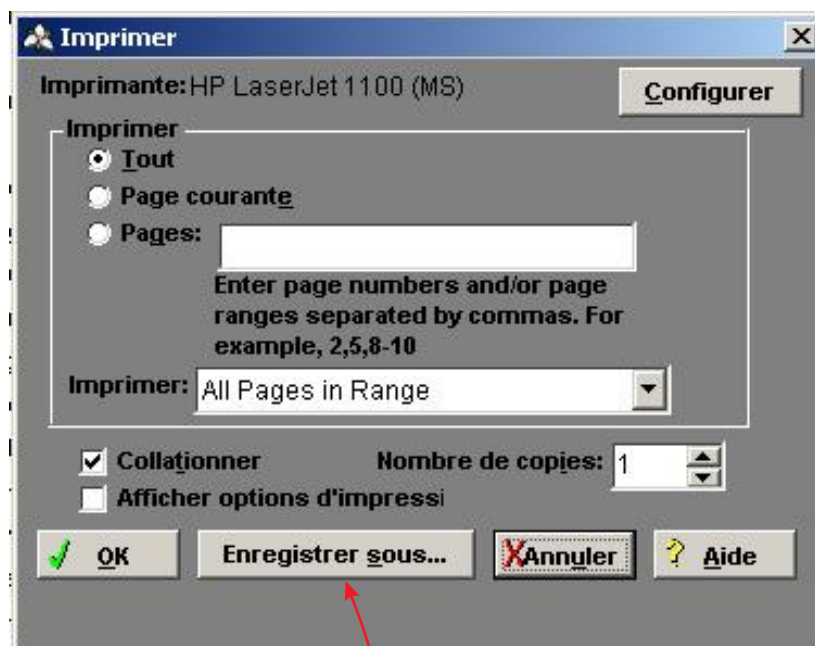 Imprimer
Imprimante: HP LaserJet 1100 (MS)
Configurer
Imprimer
Tout
Page courante
Pages:
Enter page numbers and/or page
ranges separated by commas. For
example, 2,5,8-10
Imprimer: All Pages in Range
Collationner Nombre de copies: 1
Afficher options d'impressi
OK Enregistrer sous... Annuler Aide